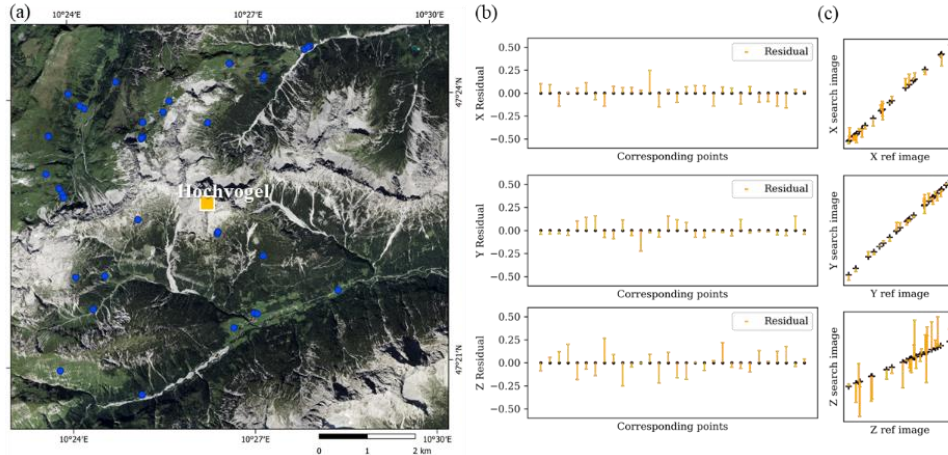 (a)
10°24'E
10°27'E
10°30'E
47°24'N
Hochvogel
47°21'N
10°24'E
10°27'E
10°30'E
0 1 2 km
(b)
0.50
0.25
0.00
−0.25
−0.50
X Residual
Residual
Corresponding points
0.50
0.25
0.00
−0.25
−0.50
Y Residual
Residual
Corresponding points
0.50
0.25
0.00
−0.25
−0.50
Z Residual
Residual
Corresponding points
(c)
X search image
X ref image
Y search image
Y ref image
Z search image
Z ref image